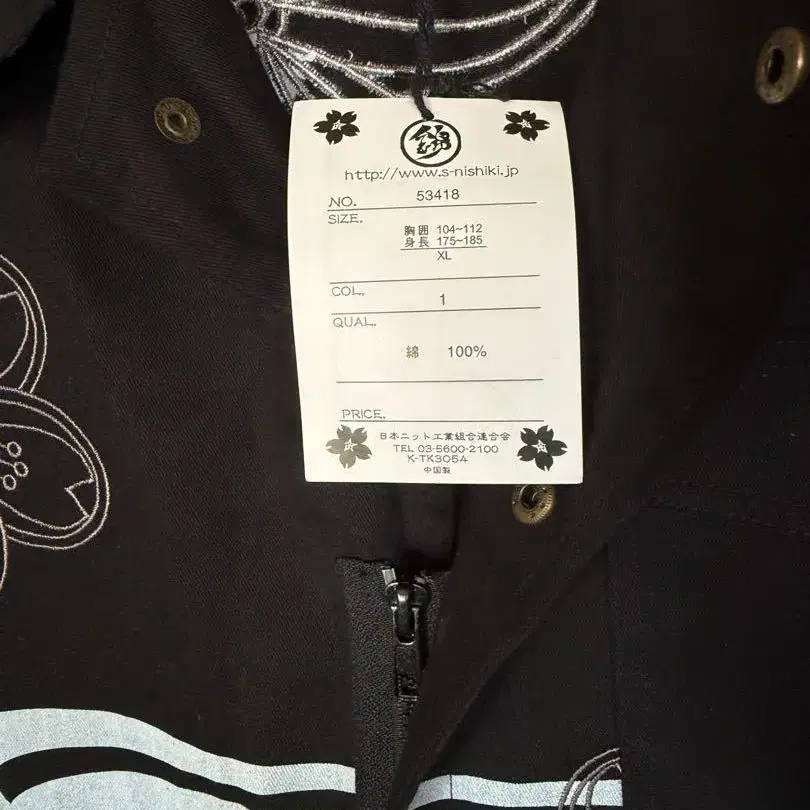 http://www.s-nishiki.jp
NO. 53418
SIZE.
胸囲 104~112
身長 175~185
XL
COL. 1
QUAL.
綿 100%
PRICE.
日本ニット工業組合連合会
TEL 03-5600-2100
K-TK3054
中国製